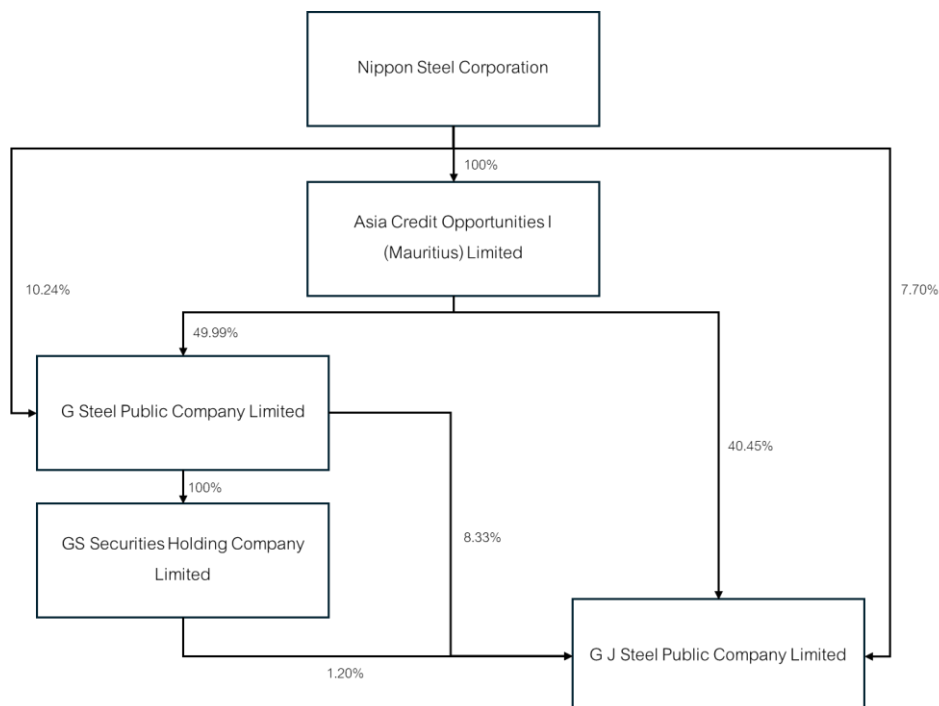 Nippon Steel Corporation
100%
Asia Credit Opportunities I
(Mauritius) Limited
10.24%
7.70%
49.99%
G Steel Public Company Limited
40.45%
100%
GS Securities Holding Company
Limited
8.33%
G J Steel Public Company Limited
1.20%